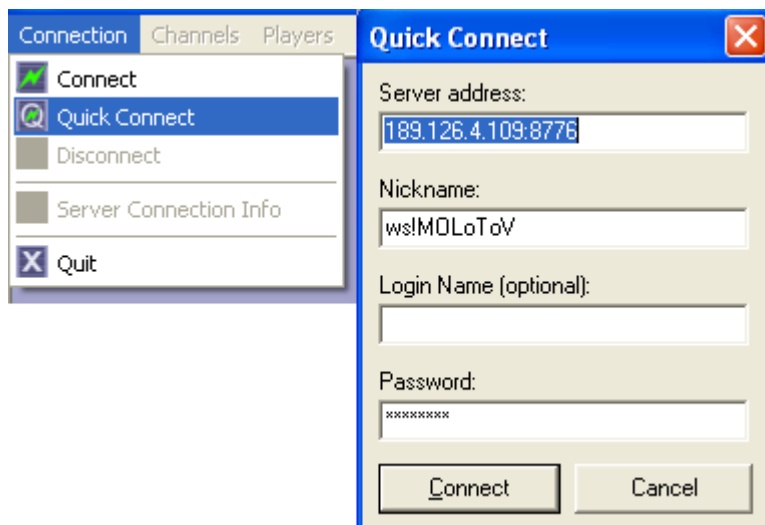 Connection Channels Players
Connect
Quick Connect
Disconnect
Server Connection Info
Quit
Quick Connect
Server address:
189.126.4.109:8776
Nickname:
ws!MOLoToV
Login Name (optional):
Password:
××××××××
Connect Cancel